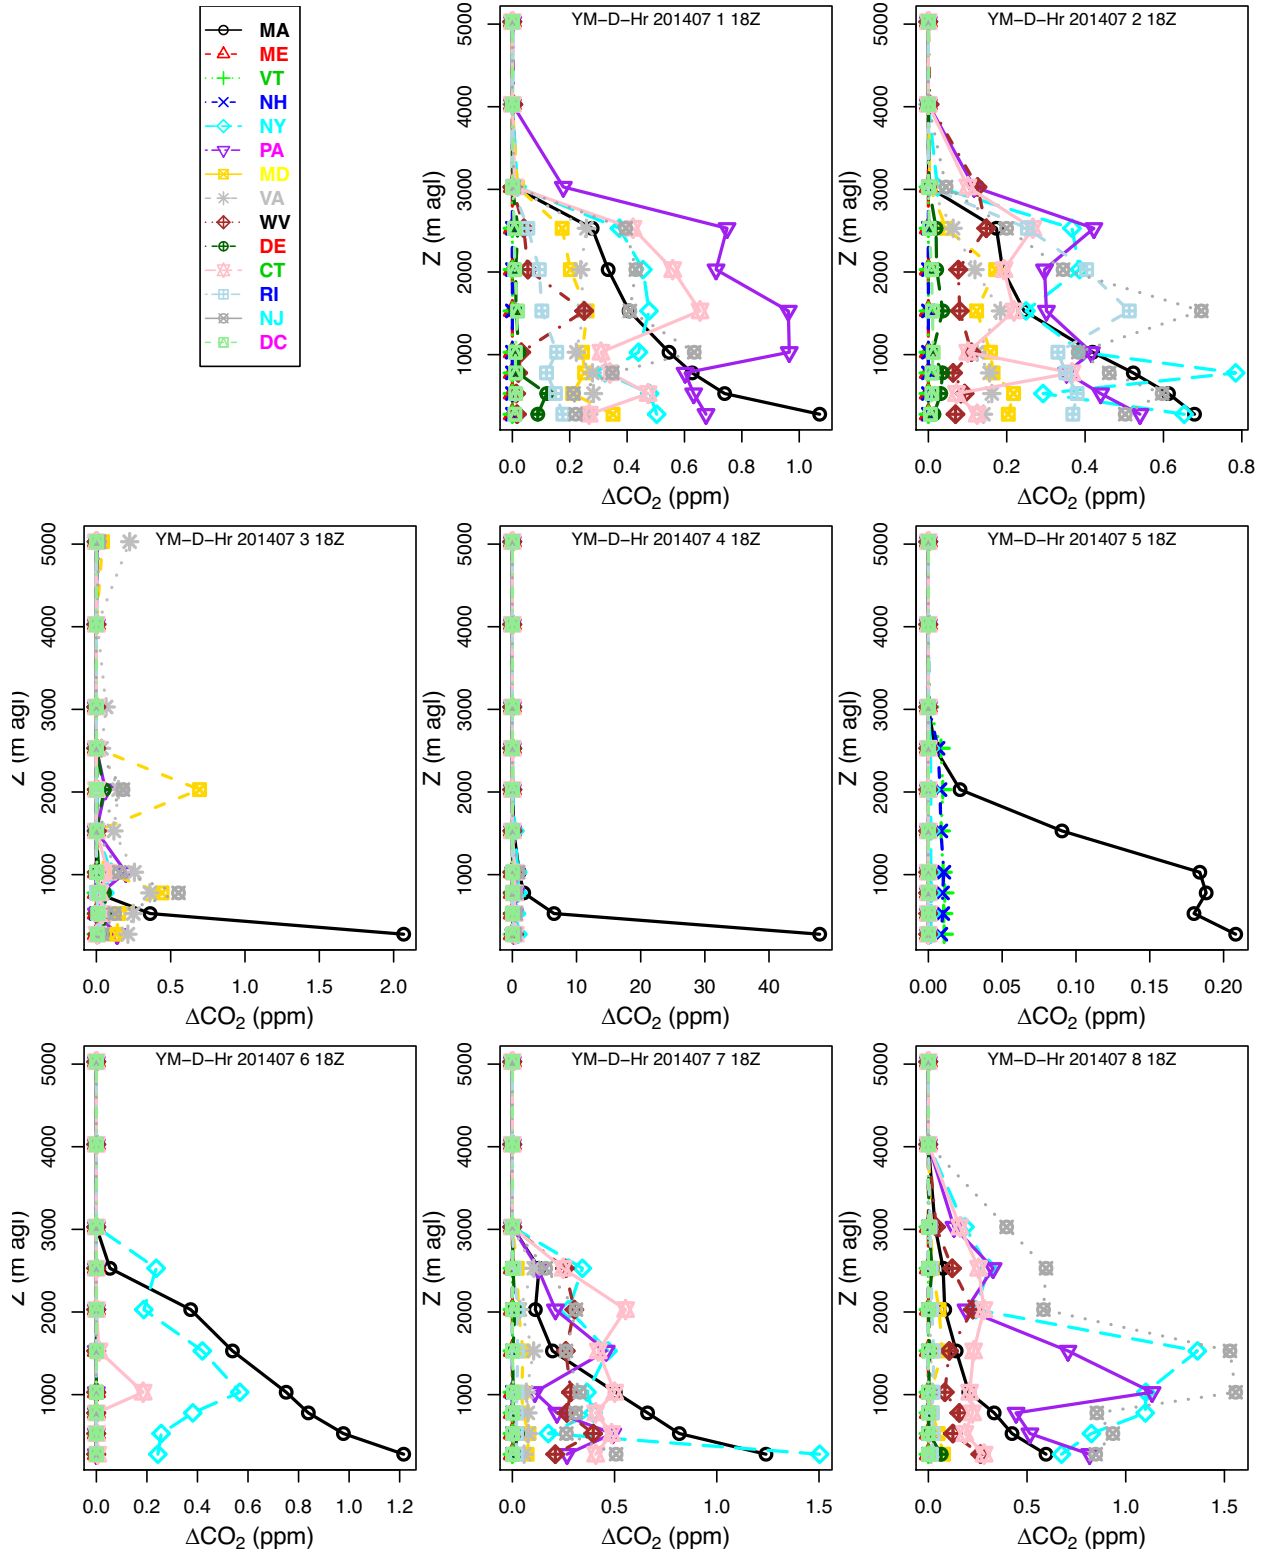 MA
ME
VT
NH
NY
PA
MD
VA
WV
DE
CT
RI
NJ
DC
YM−D−Hr 201407 1 18Z
Z (m agl)
1000 2000 3000 4000 5000
0.0 0.2 0.4 0.6 0.8 1.0
ΔCO2 (ppm)
YM−D−Hr 201407 2 18Z
Z (m agl)
1000 2000 3000 4000 5000
0.0 0.2 0.4 0.6 0.8
ΔCO2 (ppm)
YM−D−Hr 201407 3 18Z
Z (m agl)
1000 2000 3000 4000 5000
0.0 0.5 1.0 1.5 2.0
ΔCO2 (ppm)
YM−D−Hr 201407 4 18Z
Z (m agl)
1000 2000 3000 4000 5000
0 10 20 30 40
ΔCO2 (ppm)
YM−D−Hr 201407 5 18Z
Z (m agl)
1000 2000 3000 4000 5000
0.00 0.05 0.10 0.15 0.20
ΔCO2 (ppm)
YM−D−Hr 201407 6 18Z
Z (m agl)
1000 2000 3000 4000 5000
0.0 0.2 0.4 0.6 0.8 1.0 1.2
ΔCO2 (ppm)
YM−D−Hr 201407 7 18Z
Z (m agl)
1000 2000 3000 4000 5000
0.0 0.5 1.0 1.5
ΔCO2 (ppm)
YM−D−Hr 201407 8 18Z
Z (m agl)
1000 2000 3000 4000 5000
0.0 0.5 1.0 1.5
ΔCO2 (ppm)